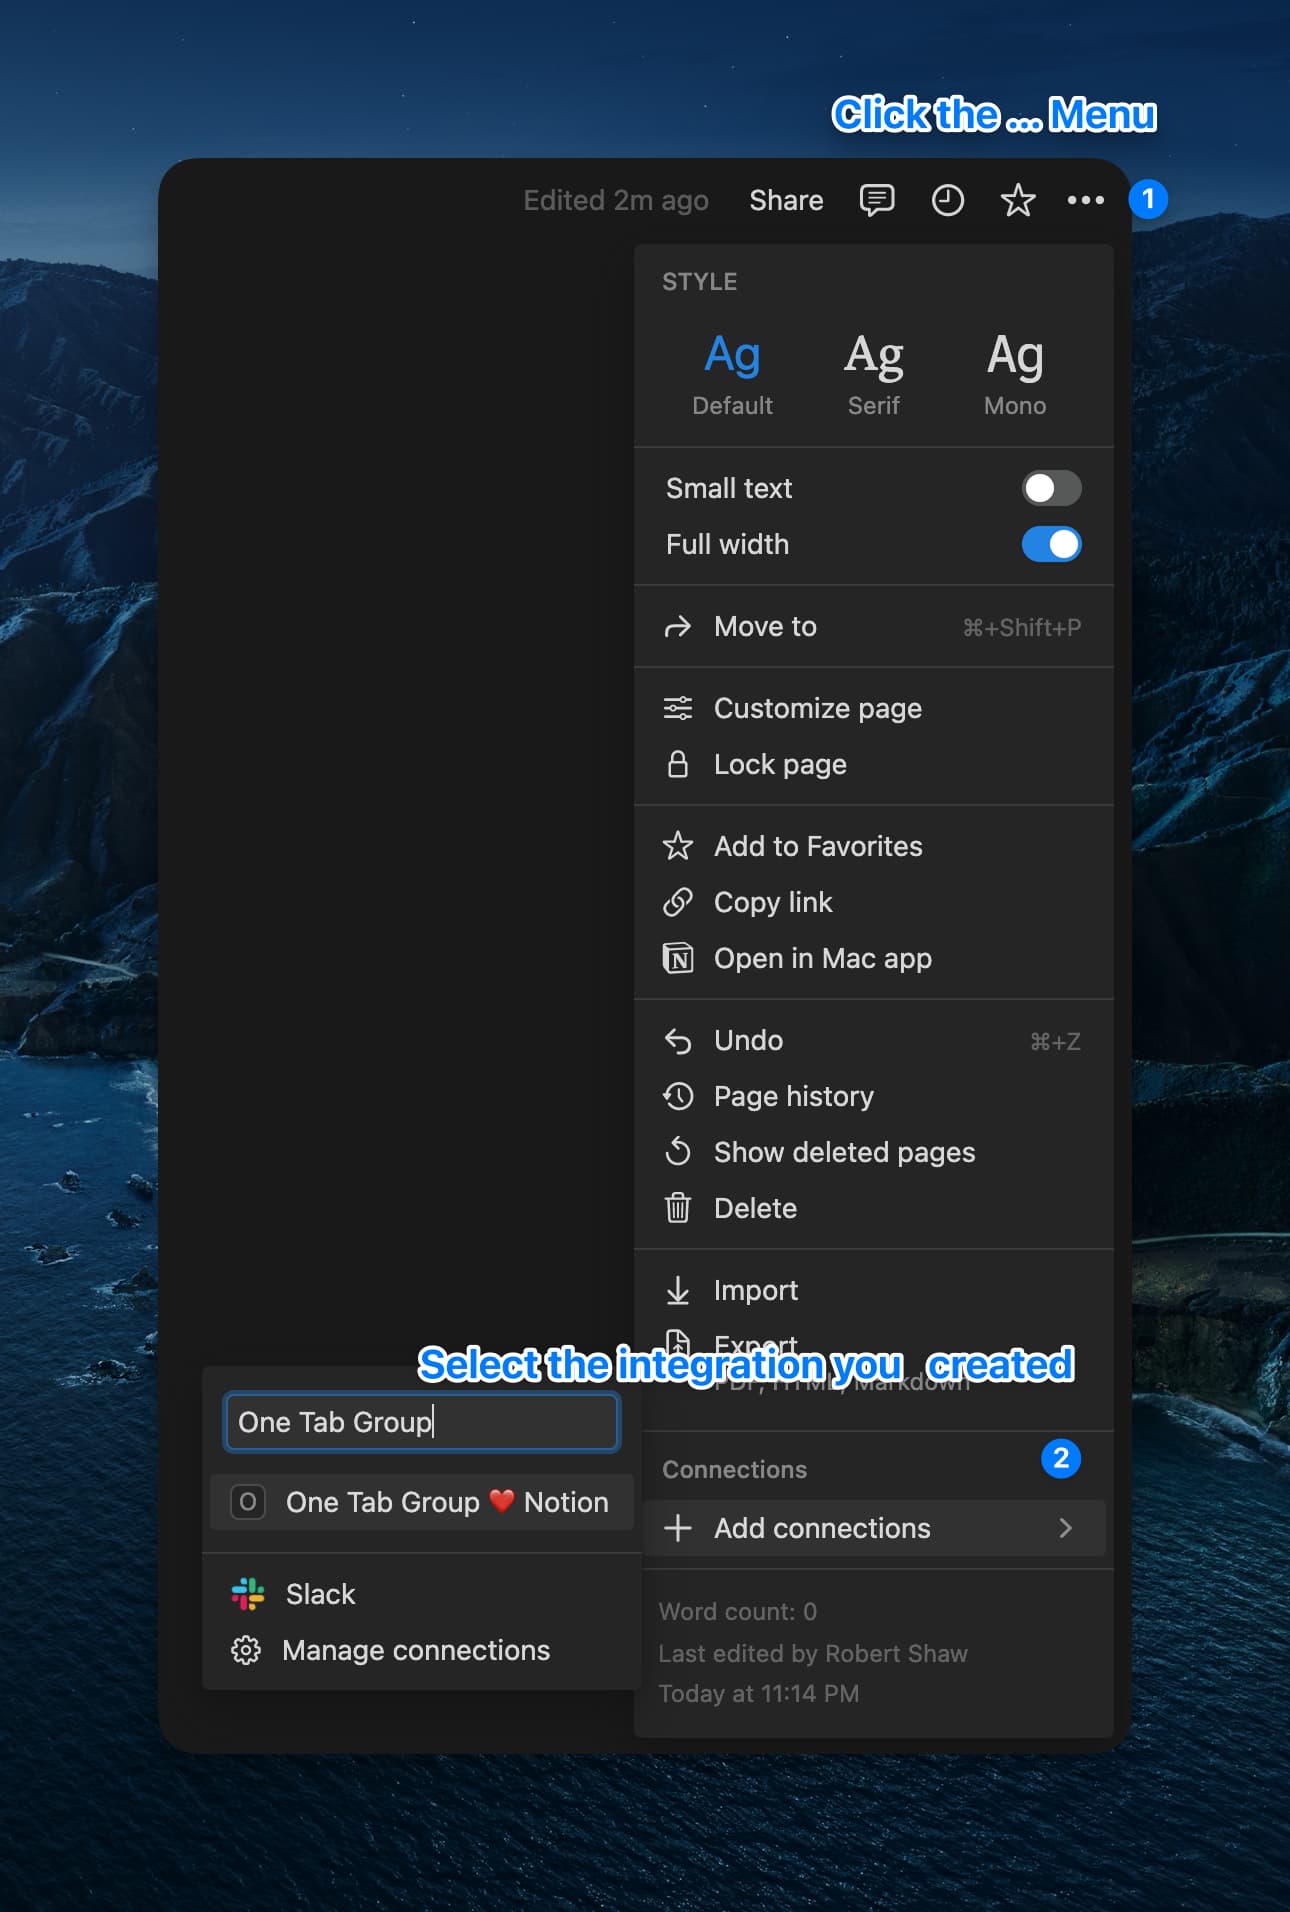 Click the ... Menu
Edited 2m ago Share 1
STYLE
Ag Ag Ag
Default Serif Mono
Small text
Full width
Move to ⌘+Shift+P
Customize page
Lock page
Add to Favorites
Copy link
Open in Mac app
Undo ⌘+Z
Page history
Show deleted pages
Delete
Import
Export
Select the integration you created
PDF, HTML, Markdown
One Tab Group
Connections 2
O One Tab Group ❤️ Notion
Add connections
Slack
Manage connections
Word count: 0
Last edited by Robert Shaw
Today at 11:14 PM